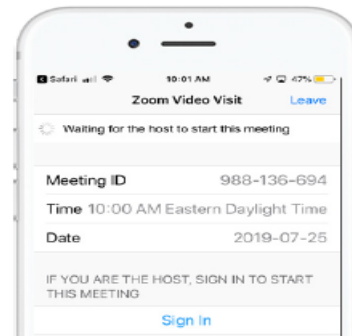 Safari 10:01 AM 47%
Zoom Video Visit Leave
Waiting for the host to start this meeting
Meeting ID 988-136-694
Time 10:00 AM Eastern Daylight Time
Date 2019-07-25
IF YOU ARE THE HOST, SIGN IN TO START
THIS MEETING
Sign In